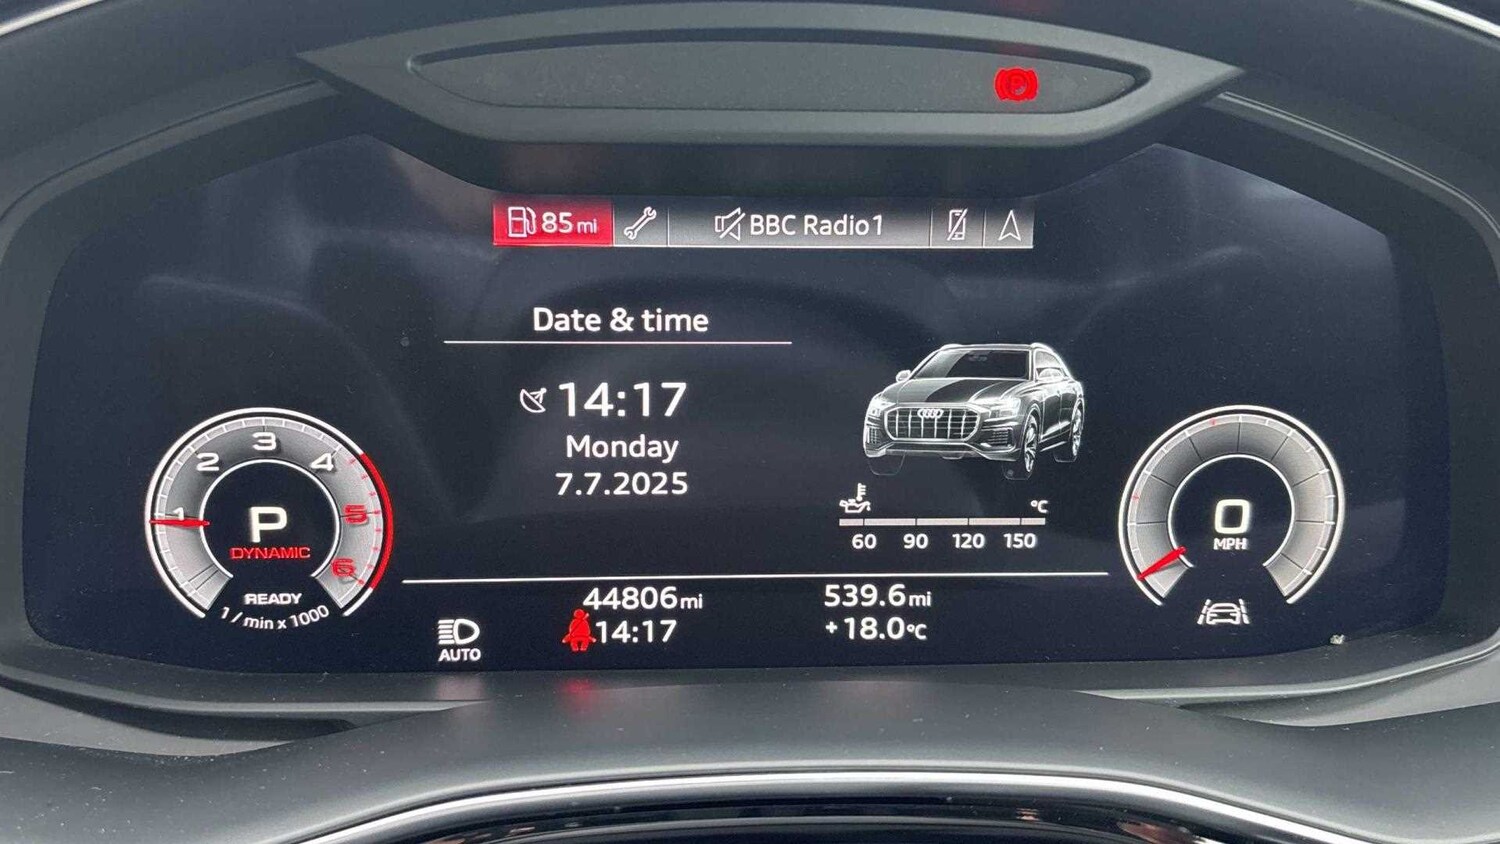 P
85 mi
BBC Radio1
Date & time
14:17
Monday
7.7.2025
°C
60 90 120 150
1 2 3 4 5 6
P
DYNAMIC
READY
1 / min x 1000
0
MPH
44806 mi
539.6 mi
14:17
+18.0°C
AUTO